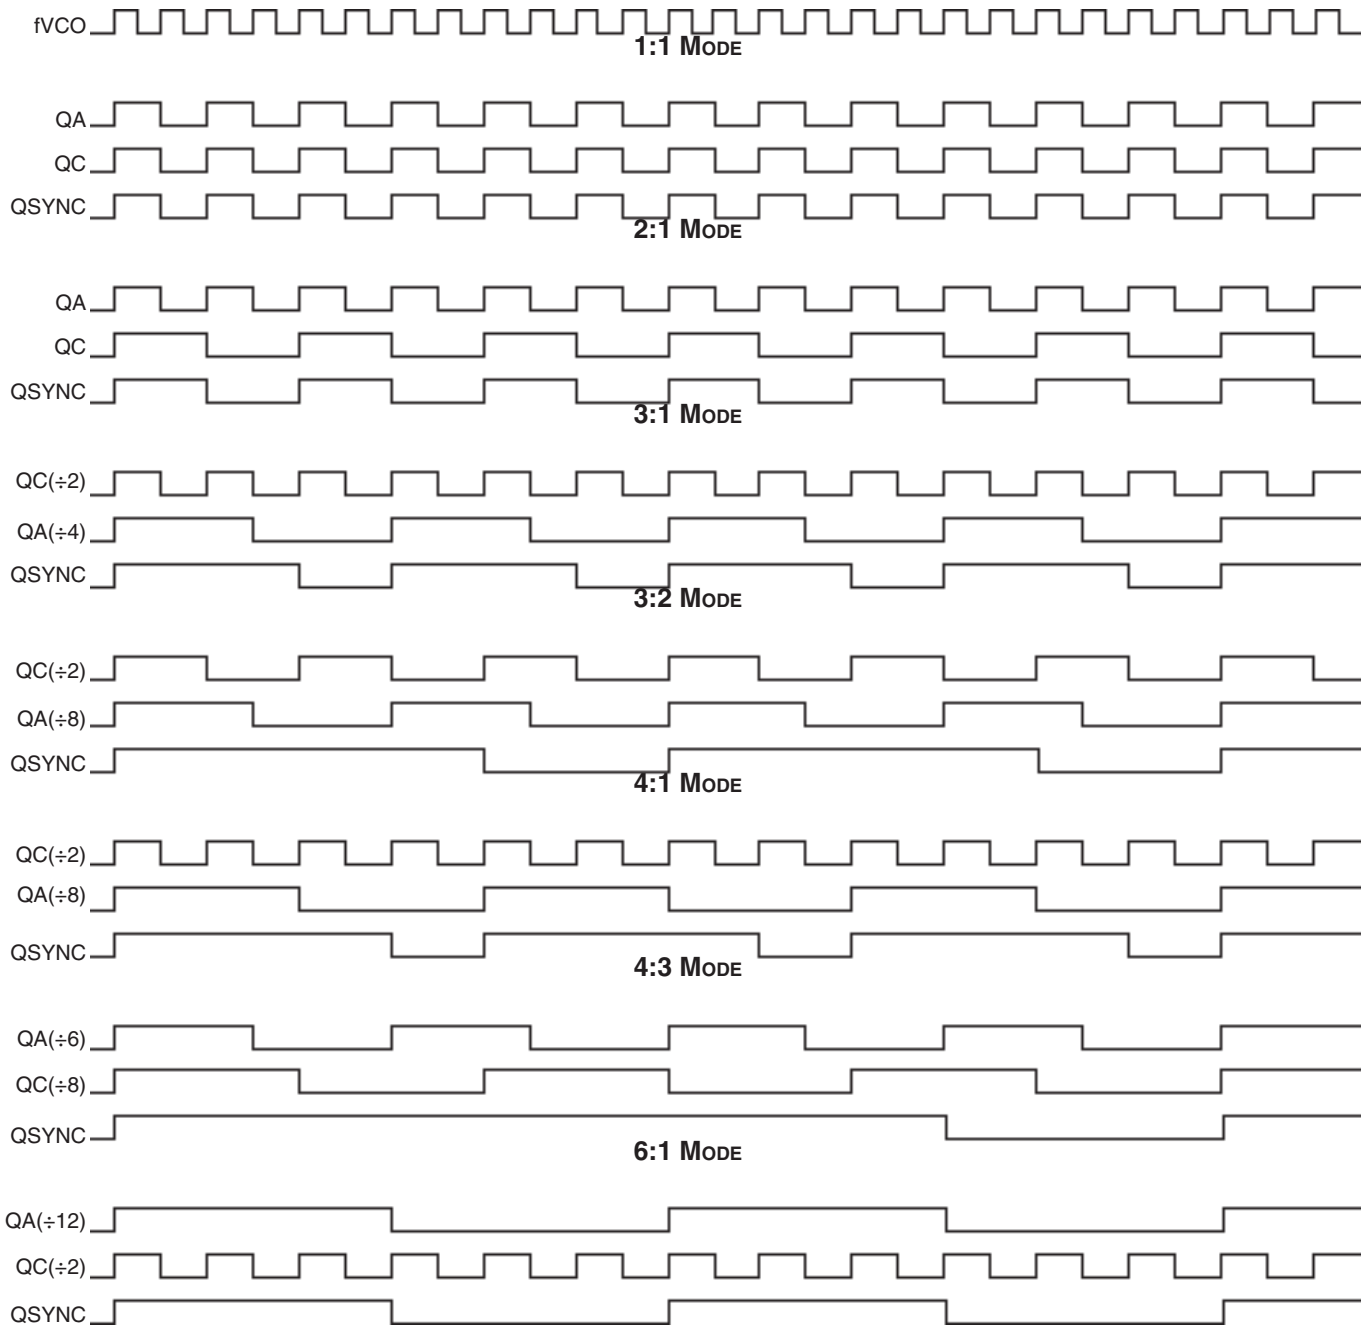 fVCO
1:1 MODE
QA
QC
QSYNC
2:1 MODE
QA
QC
QSYNC
3:1 MODE
QC(÷2)
QA(÷4)
QSYNC
3:2 MODE
QC(÷2)
QA(÷8)
QSYNC
4:1 MODE
QC(÷2)
QA(÷8)
QSYNC
4:3 MODE
QA(÷6)
QC(÷8)
QSYNC
6:1 MODE
QA(÷12)
QC(÷2)
QSYNC